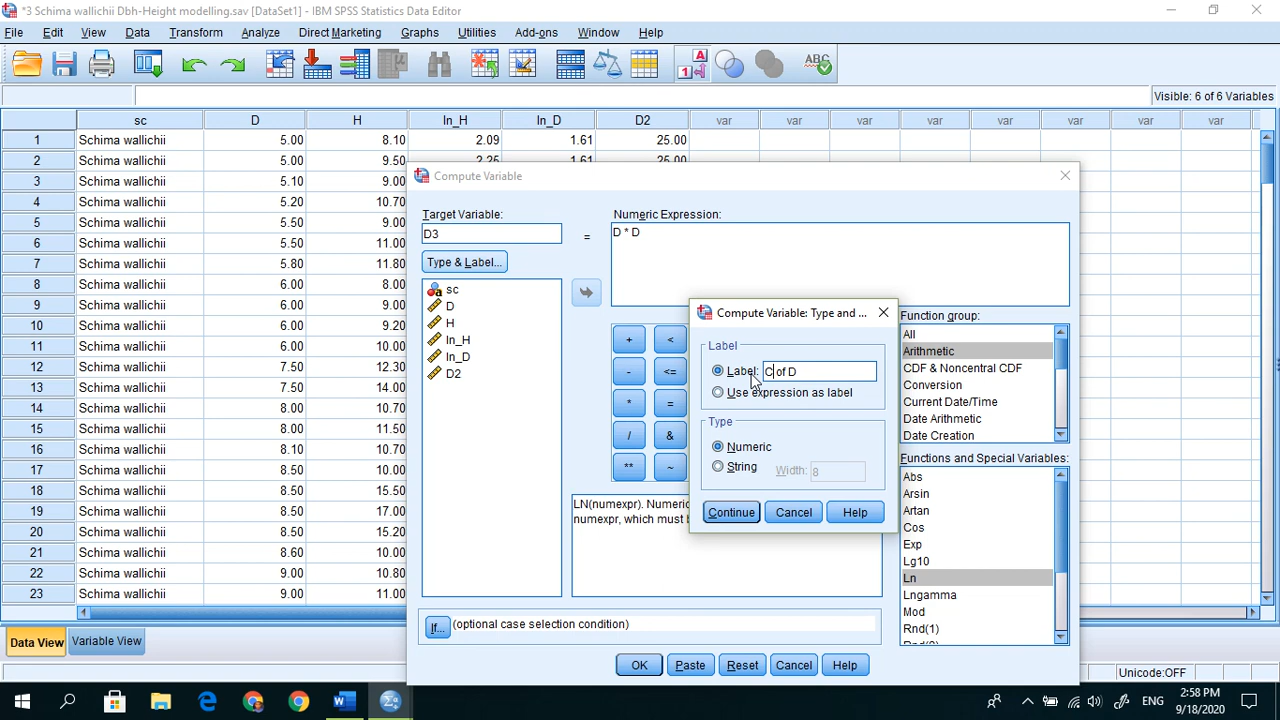 *3 Schima wallichii Dbh-Height modelling.sav [DataSet1] - IBM SPSS Statistics Data Editor
File Edit View Data Transform Analyze Direct Marketing Graphs Utilities Add-ons Window Help
Visible: 6 of 6 Variables
sc D H ln_H ln_D D2 var var var var var var
1 Schima wallichii 5.00 8.10 2.09 1.61 25.00
2 Schima wallichii 5.00 9.50 2.25 1.61 25.00
3 Schima wallichii 5.10 9.00
4 Schima wallichii 5.20 10.70
5 Schima wallichii 5.50 9.00
6 Schima wallichii 5.50 11.00
7 Schima wallichii 5.80 11.80
8 Schima wallichii 6.00 8.00
9 Schima wallichii 6.00 9.00
10 Schima wallichii 6.00 9.20
11 Schima wallichii 6.00 11.00
12 Schima wallichii 7.50 12.30
13 Schima wallichii 7.50 14.00
14 Schima wallichii 8.00 10.50
15 Schima wallichii 8.00 11.50
16 Schima wallichii 8.10 16.70
17 Schima wallichii 8.50 10.00
18 Schima wallichii 8.50 15.50
19 Schima wallichii 8.50 17.00
20 Schima wallichii 8.50 15.20
21 Schima wallichii 8.60 10.00
22 Schima wallichii 9.00 10.80
23 Schima wallichii 9.00 11.00
Compute Variable
Target Variable:
D3
=
Numeric Expression:
D * D
Type & Label...
sc
D
H
ln_H
ln_D
D2
+ <
- <=
* =
/ &
** ~
LN(numexpr). Numeri
numexpr, which must b
Compute Variable: Type and ...
Label
Label: C of D
Use expression as label
Type
Numeric
String Width: 8
Continue Cancel Help
Function group:
All
Arithmetic
CDF & Noncentral CDF
Conversion
Current Date/Time
Date Arithmetic
Date Creation
Functions and Special Variables:
Abs
Arsin
Artan
Cos
Exp
Lg10
Ln
Lngamma
Mod
Rnd(1)
If... (optional case selection condition)
OK Paste Reset Cancel Help
Data View Variable View
Unicode:OFF
ENG
2:58 PM
9/18/2020